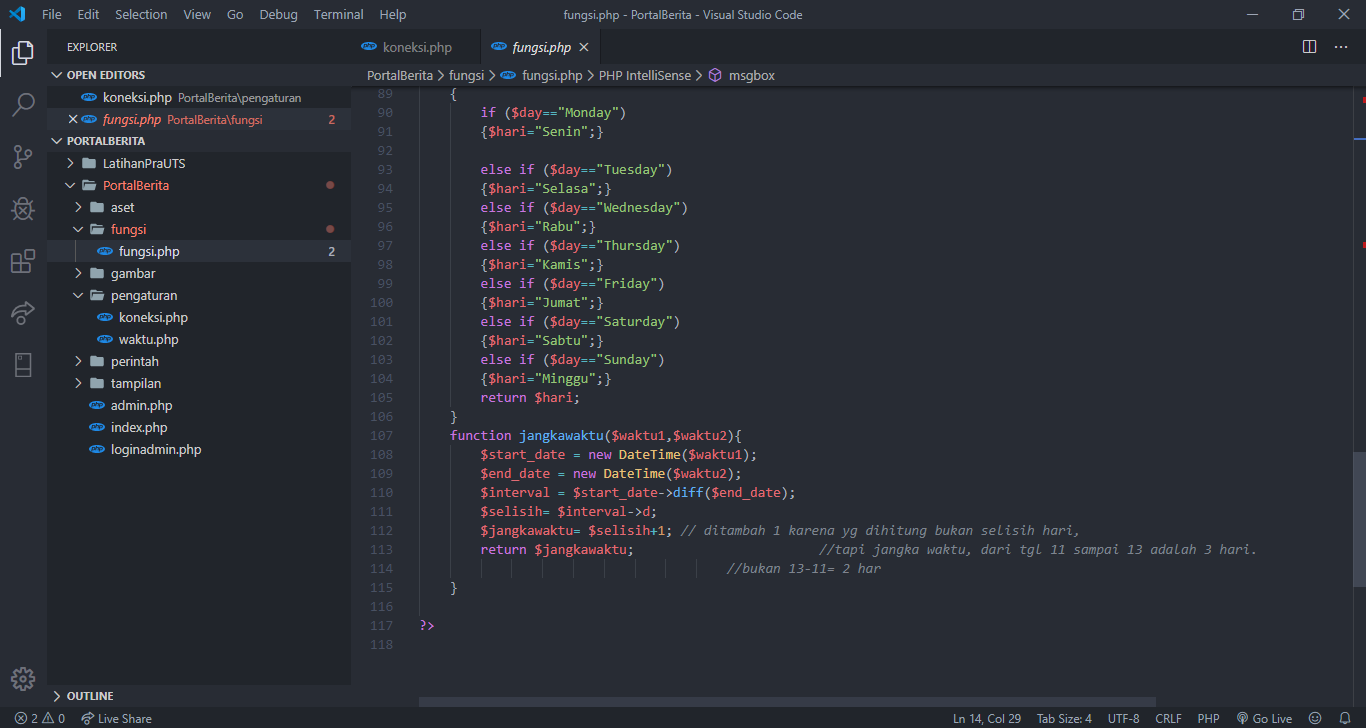 File Edit Selection View Go Debug Terminal Help fungsi.php - PortalBerita - Visual Studio Code
EXPLORER
OPEN EDITORS
koneksi.php PortalBerita\pengaturan
fungsi.php PortalBerita\fungsi 2
PORTALBERITA
LatihanPraUTS
PortalBerita
aset
fungsi
fungsi.php 2
gambar
pengaturan
koneksi.php
waktu.php
perintah
tampilan
admin.php
index.php
loginadmin.php
OUTLINE
koneksi.php fungsi.php
PortalBerita > fungsi > fungsi.php > PHP IntelliSense > msgbox
89 {
90 if ($day=="Monday")
91 {$hari="Senin";}
92
93 else if ($day=="Tuesday")
94 {$hari="Selasa";}
95 else if ($day=="Wednesday")
96 {$hari="Rabu";}
97 else if ($day=="Thursday")
98 {$hari="Kamis";}
99 else if ($day=="Friday")
100 {$hari="Jumat";}
101 else if ($day=="Saturday")
102 {$hari="Sabtu";}
103 else if ($day=="Sunday")
104 {$hari="Minggu";}
105 return $hari;
106 }
107 function jangkawaktu($waktu1,$waktu2){
108 $start_date = new DateTime($waktu1);
109 $end_date = new DateTime($waktu2);
110 $interval = $start_date->diff($end_date);
111 $selisih= $interval->d;
112 $jangkawaktu= $selisih+1; // ditambah 1 karena yg dihitung bukan selisih hari,
113 return $jangkawaktu; //tapi jangka waktu, dari tgl 11 sampai 13 adalah 3 hari.
114 //bukan 13-11= 2 har
115 }
116
117 ?>
118
2 0 Live Share Ln 14, Col 29 Tab Size: 4 UTF-8 CRLF PHP Go Live